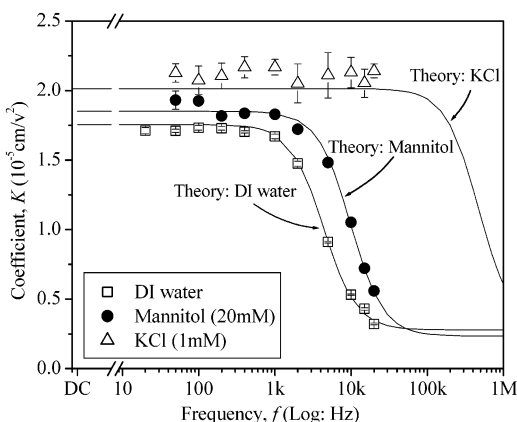 2.5
2.0
1.5
1.0
0.5
0.0
Coefficient, K (10⁻⁵cm/v²)
Theory: KCl
Theory: Mannitol
Theory: DI water
DI water
Mannitol (20mM)
KCl (1mM)
DC 10 100 1k 10k 100k 1M
Frequency, f (Log: Hz)